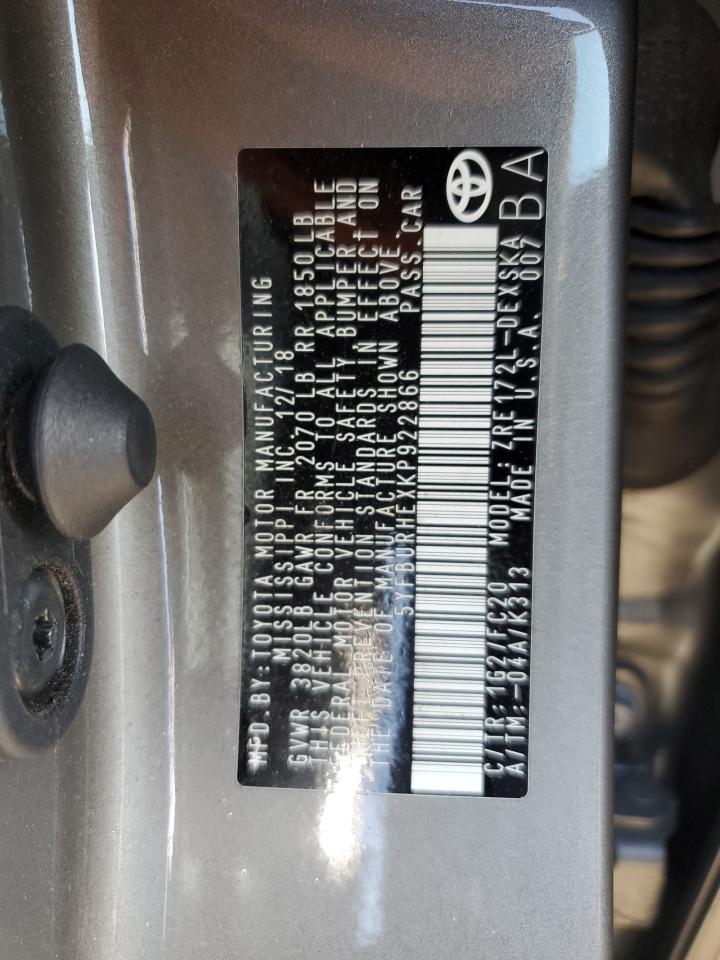 MFD.BY:TOYOTA MOTOR MANUFACTURING
MISSISSIPPI INC.12/18
GVWR 3820LB GAWR FR 2070 LB RR 1850LB
THIS VEHICLE CONFORMS TO ALL APPLICABLE
FEDERAL MOTOR VEHICLE SAFETY BUMPER AND
THEFT PREVENTION STANDARDS IN EFFECT ON
THE DATE OF MANUFACTURE SHOWN ABOVE.
5YFBURHEXKP922866 PASS.CAR
C/TR: 1G2/FC20 MODEL: ZRE172L-DEXSKA
A/TM:-04A/K313 MADE IN U.S.A. 007
BA